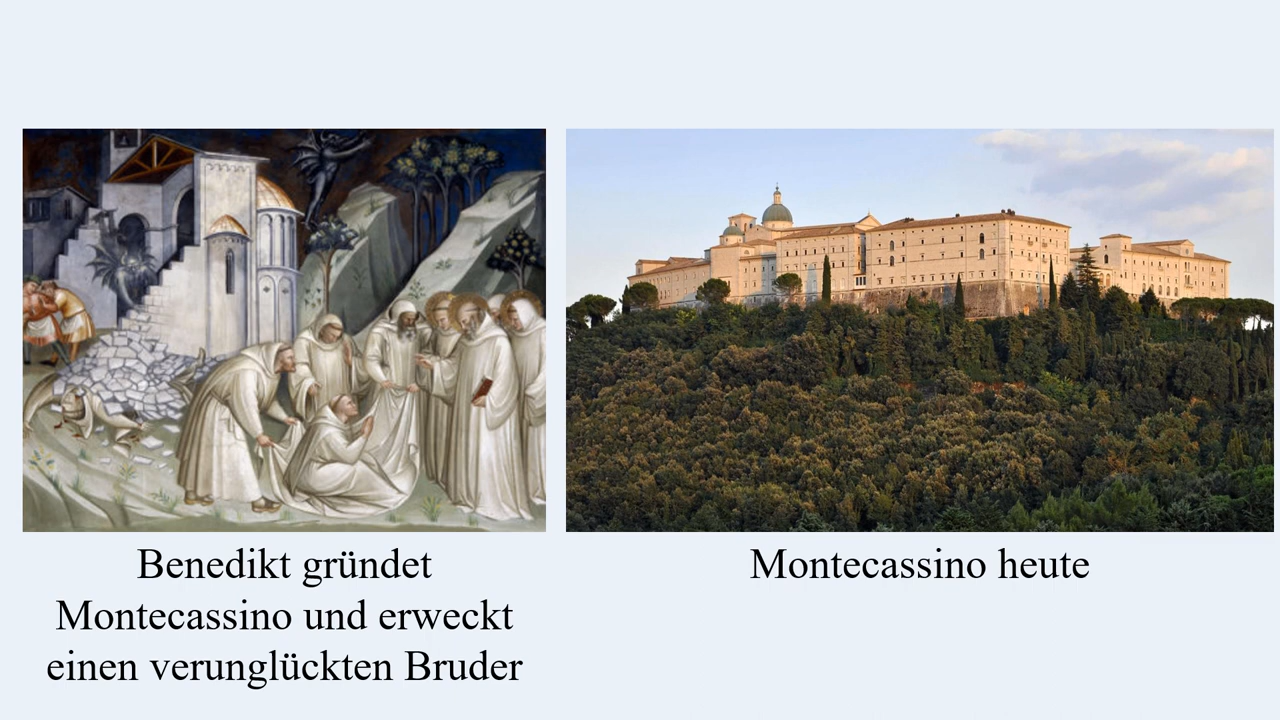 Benedikt gründet
Montecassino und erweckt
einen verunglückten Bruder
Montecassino heute